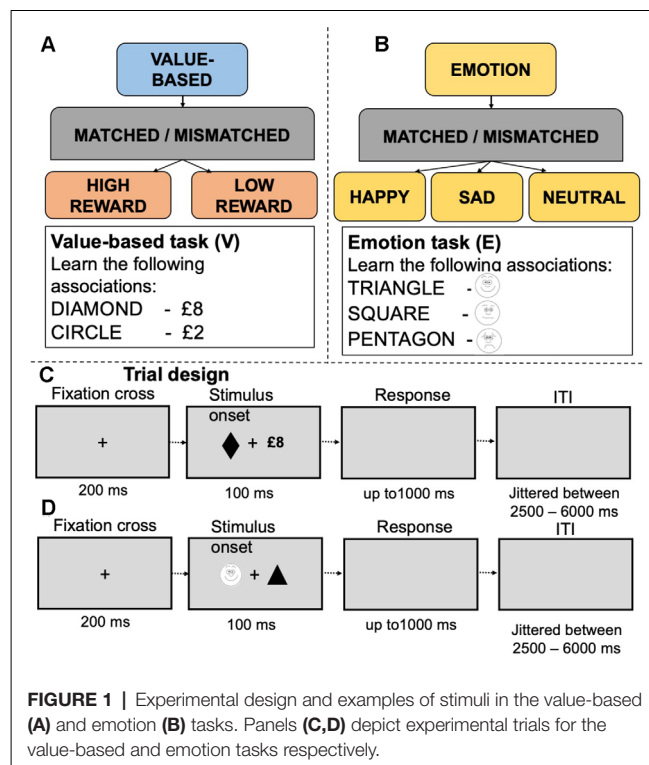 A
VALUE-
BASED
MATCHED / MISMATCHED
HIGH
REWARD
LOW
REWARD
Value-based task (V)
Learn the following
associations:
DIAMOND - £8
CIRCLE - £2
B
EMOTION
MATCHED / MISMATCHED
HAPPY
SAD
NEUTRAL
Emotion task (E)
Learn the following associations:
TRIANGLE -
SQUARE -
PENTAGON -
C
Trial design
Fixation cross
Stimulus
onset
Response
ITI
+
+ £8
200 ms
100 ms
up to1000 ms
Jittered between
2500 – 6000 ms
D
Fixation cross
Stimulus
onset
Response
ITI
+
+
200 ms
100 ms
up to1000 ms
Jittered between
2500 – 6000 ms
FIGURE 1 | Experimental design and examples of stimuli in the value-based
(A) and emotion (B) tasks. Panels (C,D) depict experimental trials for the
value-based and emotion tasks respectively.